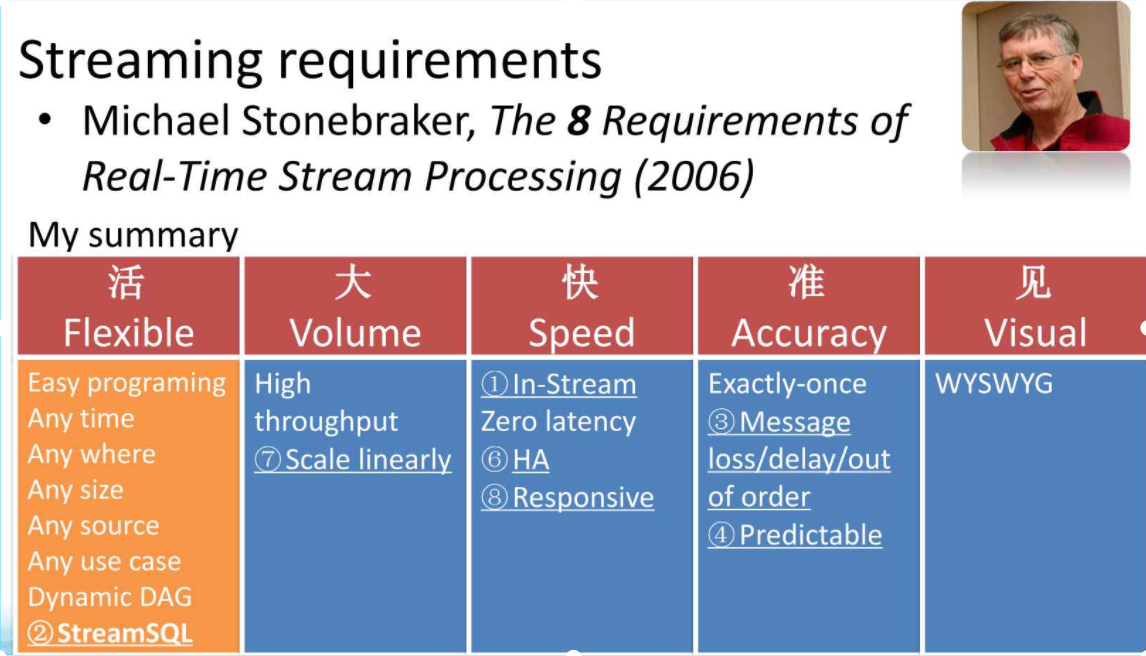 Streaming requirements
• Michael Stonebraker, The 8 Requirements of
Real-Time Stream Processing (2006)
My summary
活
Flexible
大
Volume
快
Speed
准
Accuracy
见
Visual
Easy programing
Any time
Any where
Any size
Any source
Any use case
Dynamic DAG
②StreamSQL
High
throughput
⑦Scale linearly
①In-Stream
Zero latency
⑥HA
⑧Responsive
Exactly-once
③Message
loss/delay/out
of order
④Predictable
WYSWYG